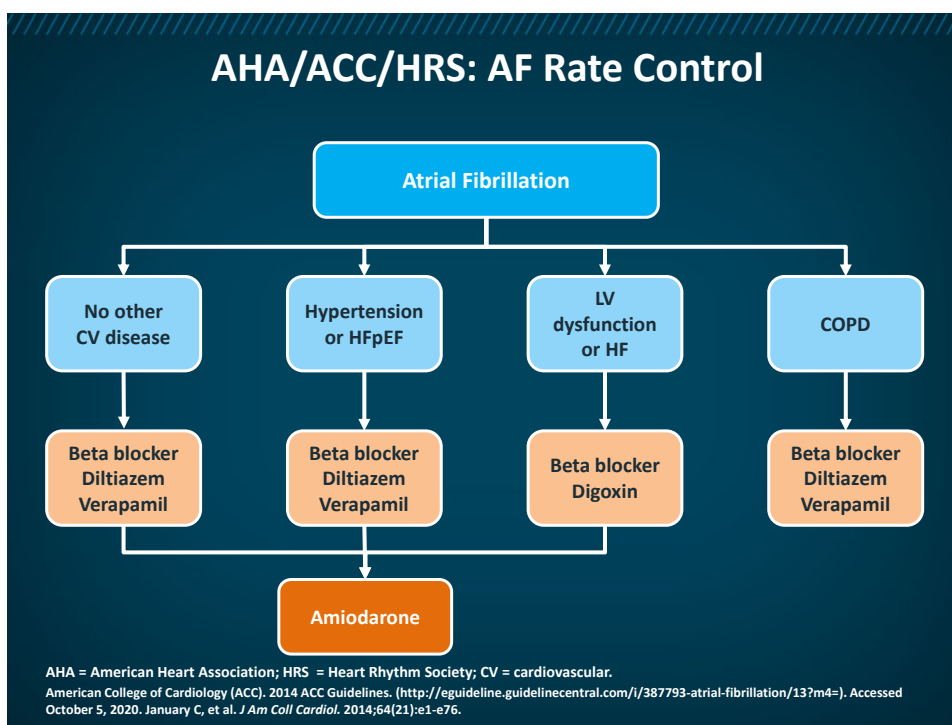 AHA/ACC/HRS: AF Rate Control
Atrial Fibrillation
No other
CV disease
Hypertension
or HFpEF
LV
dysfunction
or HF
COPD
Beta blocker
Diltiazem
Verapamil
Beta blocker
Diltiazem
Verapamil
Beta blocker
Digoxin
Beta blocker
Diltiazem
Verapamil
Amiodarone
AHA = American Heart Association; HRS = Heart Rhythm Society; CV = cardiovascular.
American College of Cardiology (ACC). 2014 ACC Guidelines. (http://eguideline.guidelinecentral.com/i/387793-atrial-fibrillation/13?m4=). Accessed
October 5, 2020. January C, et al. J Am Coll Cardiol. 2014;64(21):e1-e76.